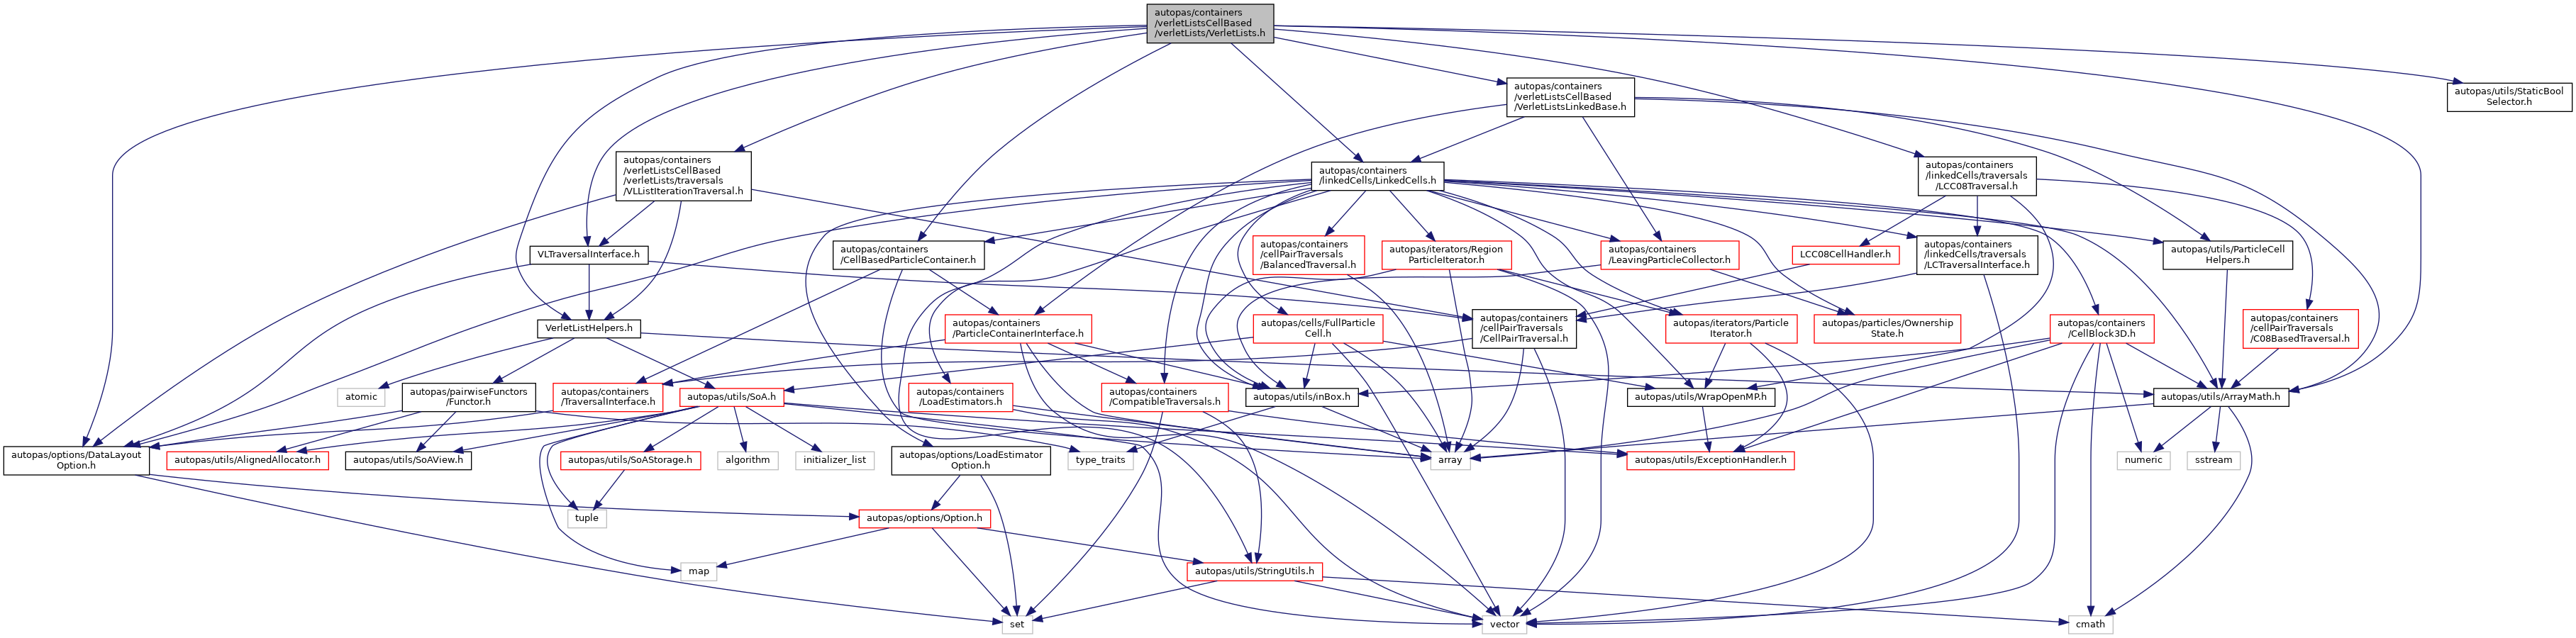 autopas/containers
/verletListsCellBased
/verletLists/VerletLists.h
autopas/containers
/verletListsCellBased
/VerletListsLinkedBase.h
autopas/utils/StaticBool
Selector.h
autopas/containers
/verletListsCellBased
/verletLists/traversals
/VLListIterationTraversal.h
autopas/containers
/linkedCells/LinkedCells.h
autopas/containers
/linkedCells/traversals
/LCC08Traversal.h
VLTraversalInterface.h
autopas/containers
/CellBasedParticleContainer.h
autopas/containers
/cellPairTraversals
/BalancedTraversal.h
autopas/iterators/Region
ParticleIterator.h
autopas/containers
/LeavingParticleCollector.h
LCC08CellHandler.h
autopas/containers
/linkedCells/traversals
/LCTraversalInterface.h
autopas/utils/ParticleCell
Helpers.h
VerletListHelpers.h
autopas/containers
/ParticleContainerInterface.h
autopas/cells/FullParticle
Cell.h
autopas/containers
/cellPairTraversals
/CellPairTraversal.h
autopas/iterators/Particle
Iterator.h
autopas/particles/Ownership
State.h
autopas/containers
/CellBlock3D.h
autopas/containers
/cellPairTraversals
/C08BasedTraversal.h
atomic
autopas/pairwiseFunctors
/Functor.h
autopas/containers
/TraversalInterface.h
autopas/utils/SoA.h
autopas/containers
/LoadEstimators.h
autopas/containers
/CompatibleTraversals.h
autopas/utils/inBox.h
autopas/utils/WrapOpenMP.h
autopas/utils/ArrayMath.h
autopas/options/DataLayout
Option.h
autopas/utils/AlignedAllocator.h
autopas/utils/SoAView.h
autopas/utils/SoAStorage.h
algorithm
initializer_list
autopas/options/LoadEstimator
Option.h
type_traits
array
autopas/utils/ExceptionHandler.h
numeric
sstream
tuple
autopas/options/Option.h
map
autopas/utils/StringUtils.h
set
vector
cmath